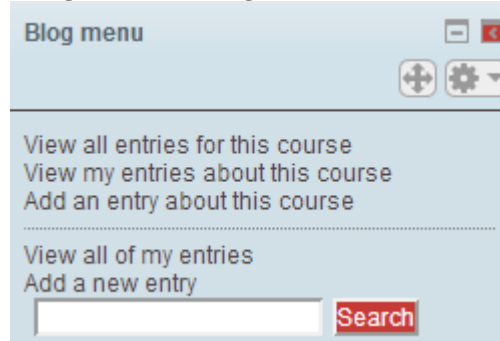 Blog menu
View all entries for this course
View my entries about this course
Add an entry about this course
View all of my entries
Add a new entry
Search